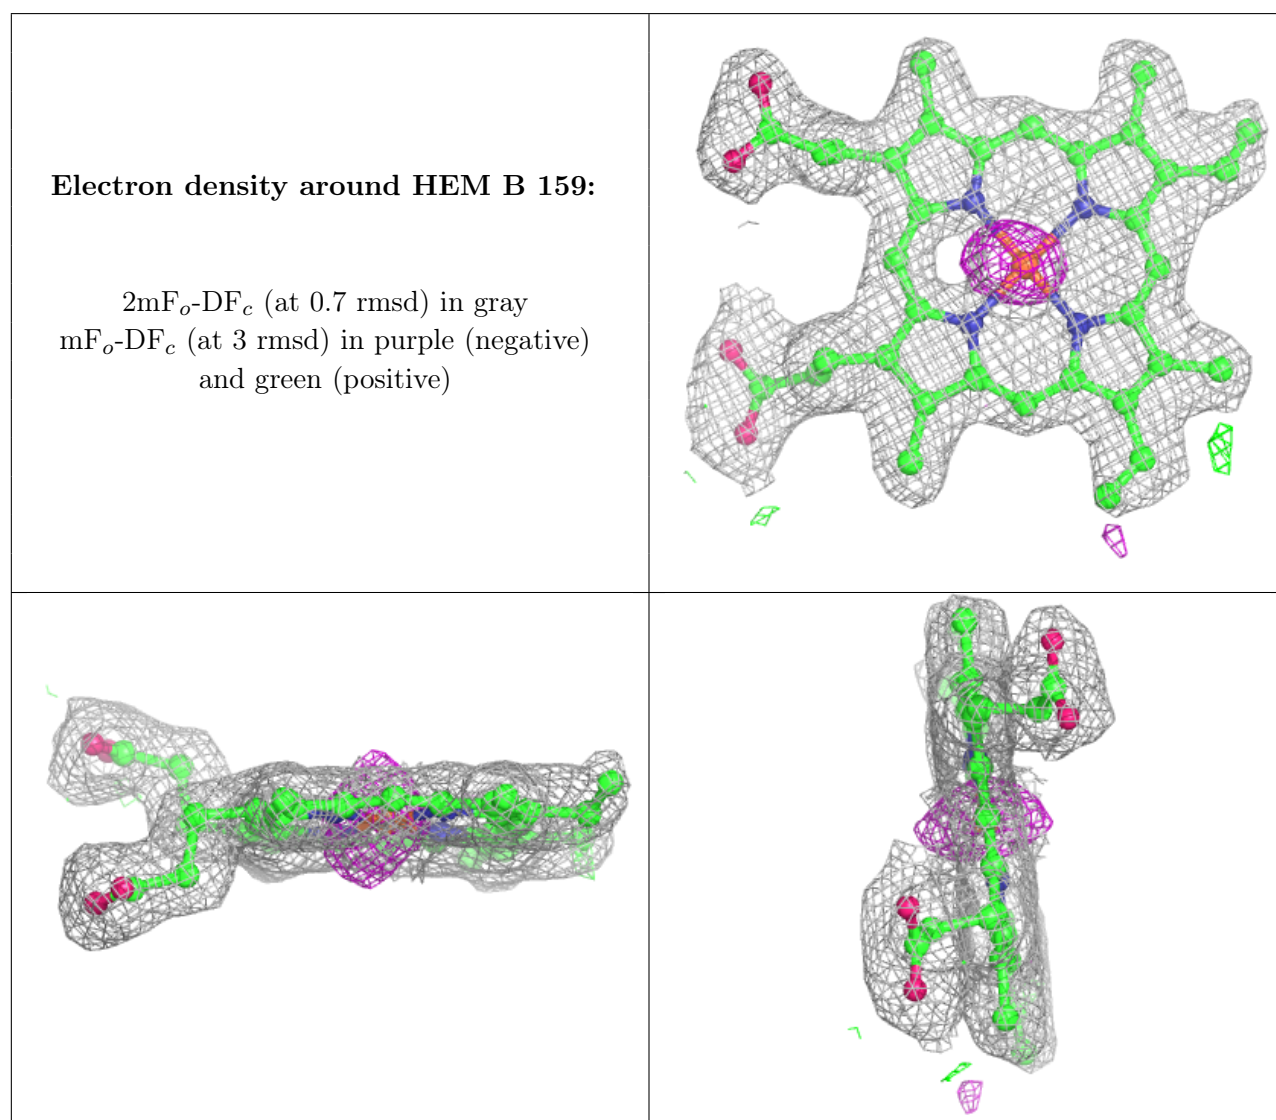 Electron density around HEM B 159:
2mFₒ-DF𝒸 (at 0.7 rmsd) in gray
mFₒ-DF𝒸 (at 3 rmsd) in purple (negative)
and green (positive)